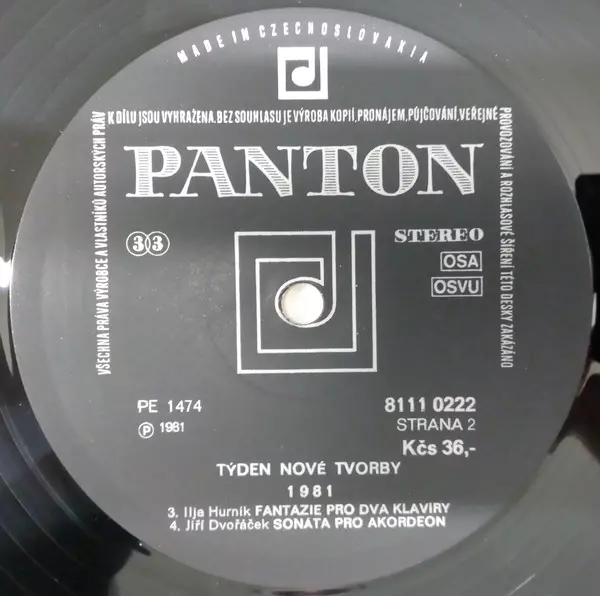 MADE IN CZECHOSLOVAKIA
VŠECHNA PRÁVA VÝROBCE A VLASTNÍKŮ AUTORSKÝCH PRÁV
K DÍLU JSOU VYHRAŽENA. BEZ SOUHLASU JE VÝROBA KOPIÍ, PRONÁJEM, PŮJČOVÁNÍ, VEŘEJNÉ
PROVOZOVÁNÍ A ROZHLASOVÉ ŠÍŘENÍ TÉTO DESKY ZAKÁZÁNO
PANTON
33
STEREO
OSA
OSVU
PE 1474
8111 0222
Ⓟ 1981
STRANA 2
Kčs 36,-
TÝDEN NOVÉ TVORBY
1981
3. Ilja Hurník FANTAZIE PRO DVA KLAVIRY
4. Jiří Dvořáček SONATA PRO AKORDEON